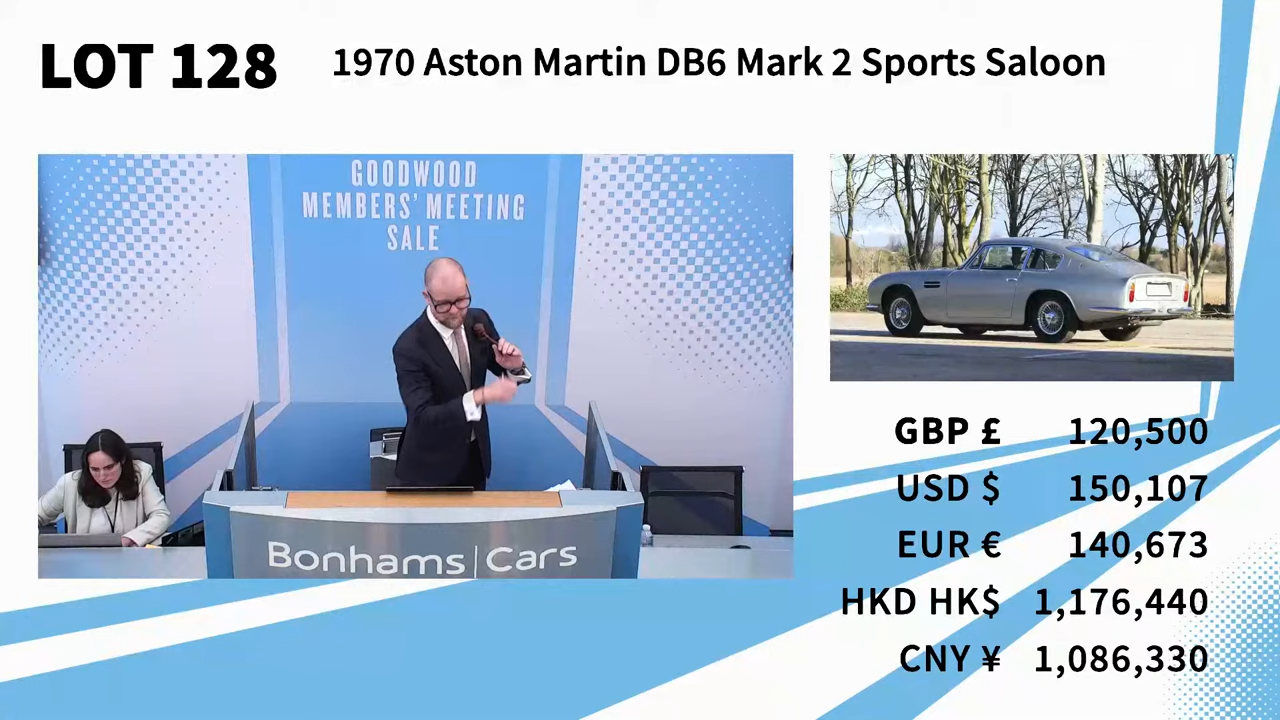 LOT 128
1970 Aston Martin DB6 Mark 2 Sports Saloon
GOODWOOD
MEMBERS' MEETING
SALE
Bonhams|Cars
GBP £ 120,500
USD $ 150,107
EUR € 140,673
HKD HK$ 1,176,440
CNY ¥ 1,086,330